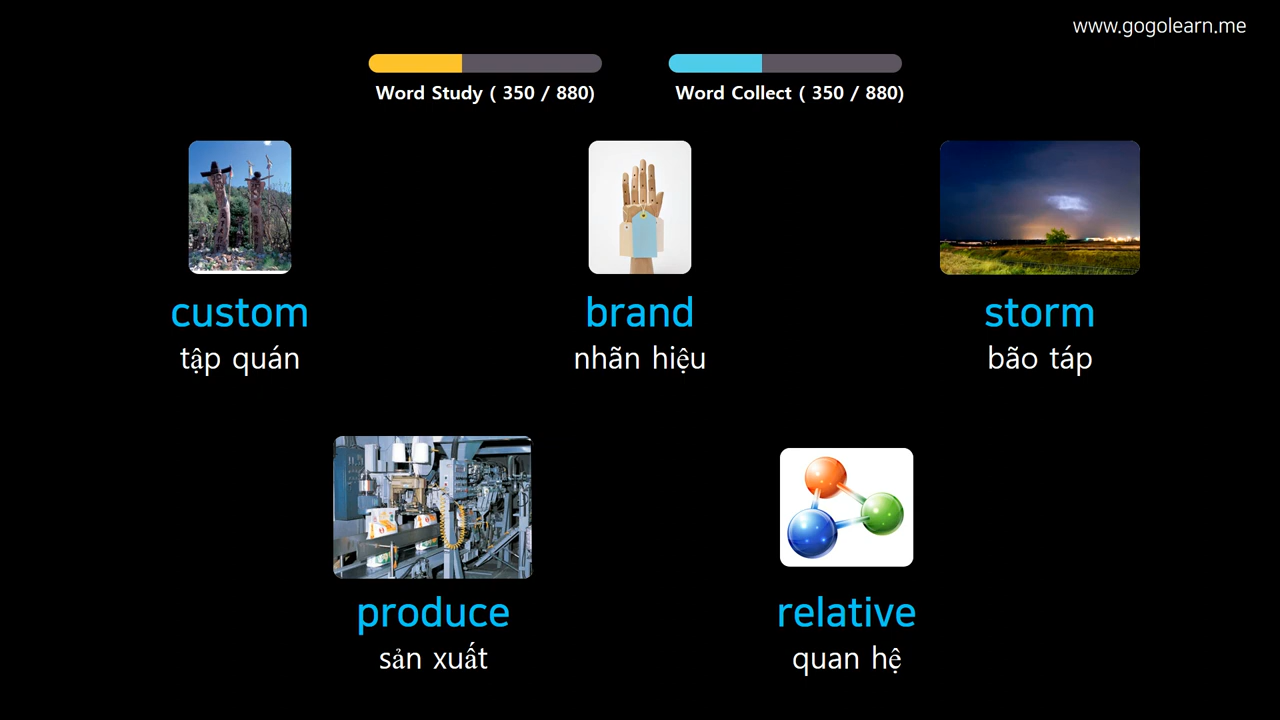 www.gogolearn.me
Word Study ( 350 / 880)
Word Collect ( 350 / 880)
custom
tập quán
brand
nhãn hiệu
storm
bão táp
produce
sản xuất
relative
quan hệ